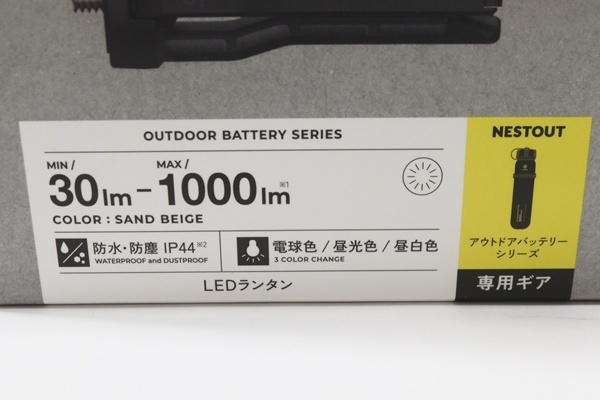 OUTDOOR BATTERY SERIES
MIN /
MAX /
30lm – 1000lm※1
COLOR : SAND BEIGE
防水・防塵 IP44※2
WATERPROOF and DUSTPROOF
電球色 / 昼光色 / 昼白色
3 COLOR CHANGE
LEDランタン
NESTOUT
アウトドアバッテリー
シリーズ
専用ギア